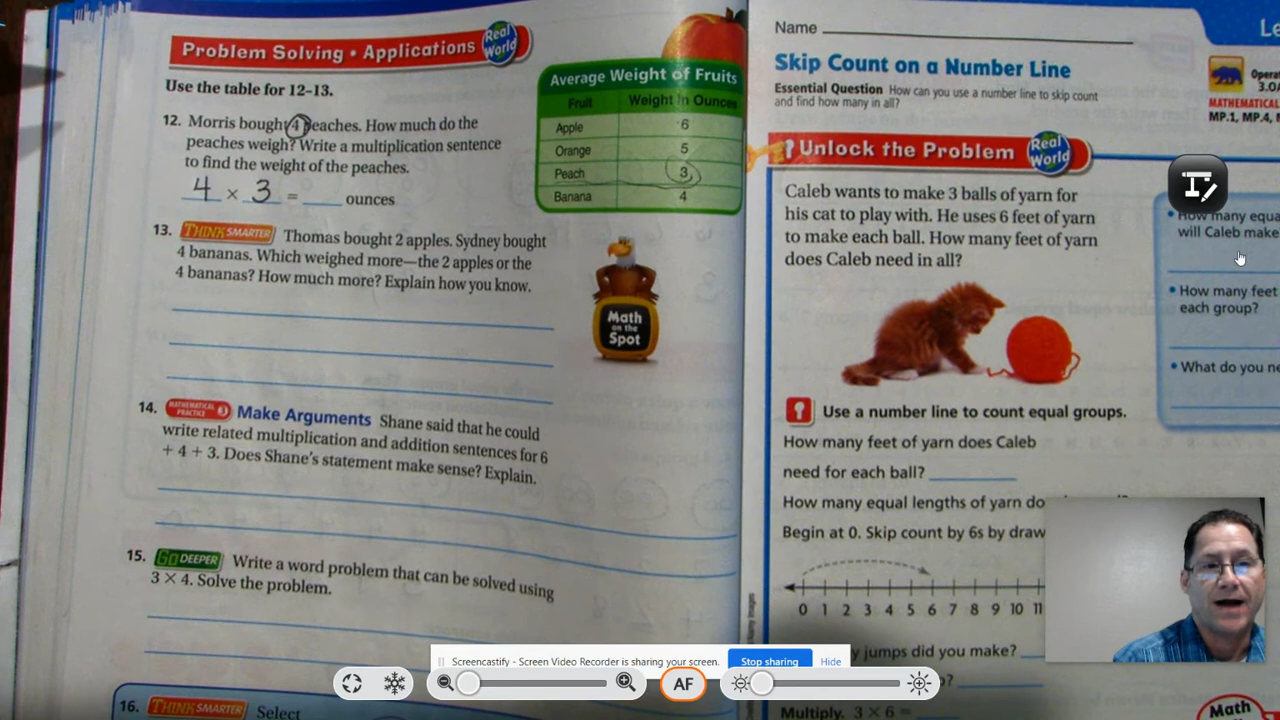 Problem Solving • Applications
Real World
Use the table for 12–13.
12. Morris bought 4 peaches. How much do the
peaches weigh? Write a multiplication sentence
to find the weight of the peaches.
4 × 3 = ounces
Average Weight of Fruits
Fruit Weight in Ounces
Apple 6
Orange 5
Peach 3
Banana 4
13. THINK SMARTER Thomas bought 2 apples. Sydney bought
4 bananas. Which weighed more—the 2 apples or the
4 bananas? How much more? Explain how you know.
Math
on the
Spot
14. MATHEMATICAL PRACTICE 3 Make Arguments Shane said that he could
write related multiplication and addition sentences for 6
+ 4 + 3. Does Shane's statement make sense? Explain.
15. GO DEEPER Write a word problem that can be solved using
3 × 4. Solve the problem.
16. THINK SMARTER Select
Name
Skip Count on a Number Line
Essential Question How can you use a number line to skip count
and find how many in all?
3.OA
MATHEMATICAL
MP.1, MP.4,
Unlock the Problem
Real World
Caleb wants to make 3 balls of yarn for
his cat to play with. He uses 6 feet of yarn
to make each ball. How many feet of yarn
does Caleb need in all?
• How many equa
will Caleb make
• How many feet
each group?
• What do you ne
Use a number line to count equal groups.
How many feet of yarn does Caleb
need for each ball?
How many equal lengths of yarn do
Begin at 0. Skip count by 6s by draw
0 1 2 3 4 5 6 7 8 9 10 11
y jumps did you make?
Multiply. 3 × 6 =
Math
Screencastify - Screen Video Recorder is sharing your screen.
Stop sharing
Hide
AF